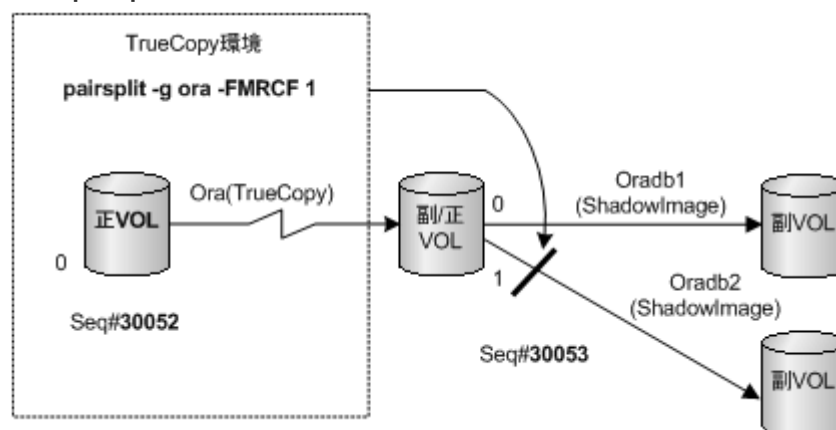 TrueCopy環境
pairsplit -g ora -FMRCF 1
Ora(TrueCopy)
正VOL
0
Seq#30052
副/正
VOL
0
1
Seq#30053
Oradb1
(ShadowImage)
副VOL
Oradb2
(ShadowImage)
副VOL